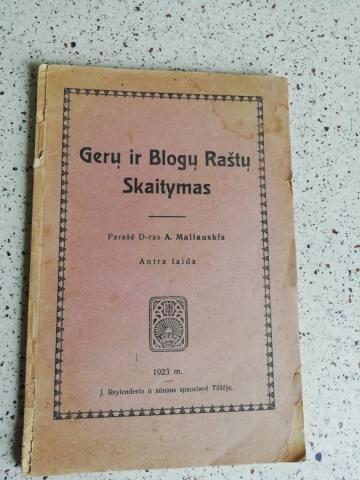 Gerų ir Blogų Raštų
Skaitymas
Parašė D-ras A. Maliauskis
Antra laida
1923 m.
J. Reylenderio ir sūnaus spaustuvė Tilžėje.